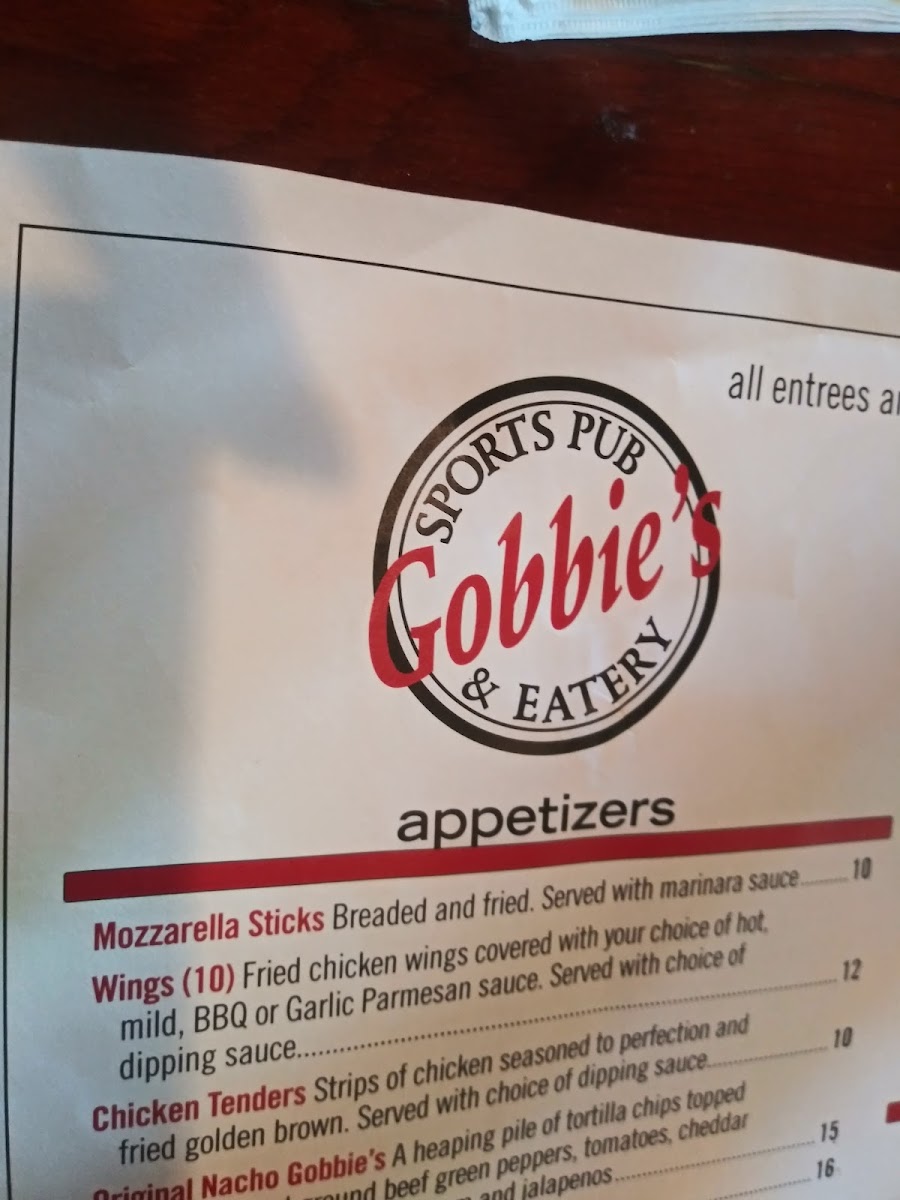 all entrees
SPORTS PUB
Gobbie's
& EATERY
appetizers
Mozzarella Sticks Breaded and fried. Served with marinara sauce.......... 10
Wings (10) Fried chicken wings covered with your choice of hot,
mild, BBQ or Garlic Parmesan sauce. Served with choice of
dipping sauce.......... 12
Chicken Tenders Strips of chicken seasoned to perfection and
fried golden brown. Served with choice of dipping sauce.......... 10
Original Nacho Gobbie's A heaping pile of tortilla chips topped
beef green peppers, tomatoes, cheddar
and jalapenos.......... 15
16